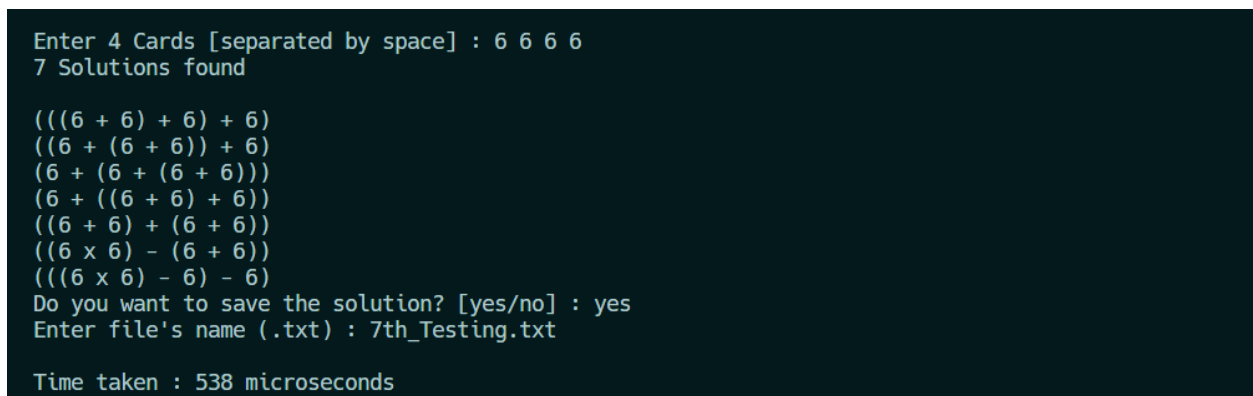 Enter 4 Cards [separated by space] : 6 6 6 6
7 Solutions found
(((6 + 6) + 6) + 6)
((6 + (6 + 6)) + 6)
(6 + (6 + (6 + 6)))
(6 + ((6 + 6) + 6))
((6 + 6) + (6 + 6))
((6 x 6) - (6 + 6))
(((6 x 6) - 6) - 6)
Do you want to save the solution? [yes/no] : yes
Enter file's name (.txt) : 7th_Testing.txt
Time taken : 538 microseconds